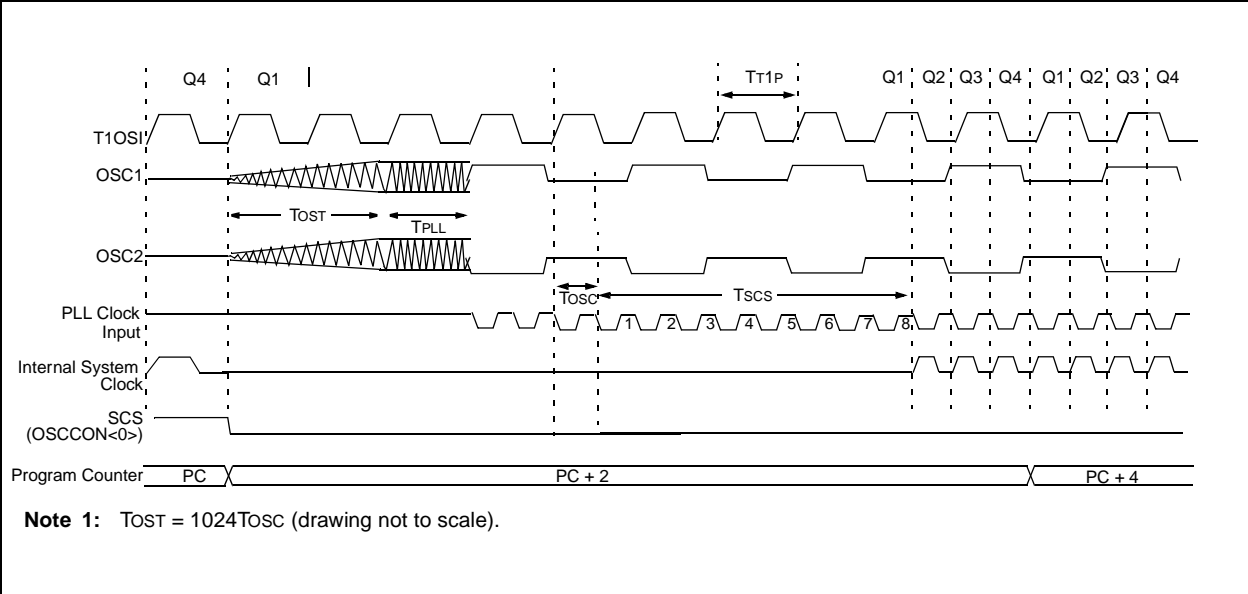 Q4 Q1 TT1P Q1 Q2 Q3 Q4 Q1 Q2 Q3 Q4
T1OSI
OSC1
TOST
TPLL
OSC2
TOSC TSCS
PLL Clock
Input
1 2 3 4 5 6 7 8
Internal System
Clock
SCS
(OSCCON<0>)
Program Counter PC PC + 2 PC + 4
Note 1: TOST = 1024TOSC (drawing not to scale).